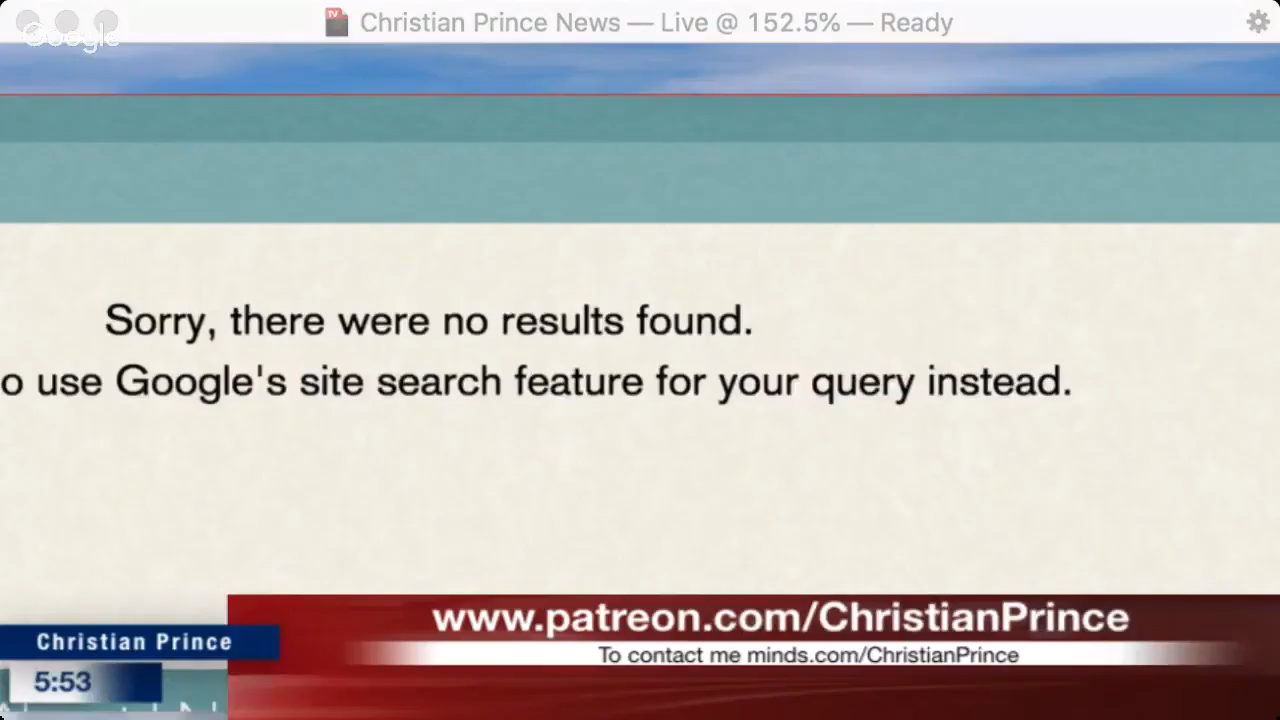 Christian Prince News — Live @ 152.5% — Ready
Google
Sorry, there were no results found.
o use Google's site search feature for your query instead.
www.patreon.com/ChristianPrince
Christian Prince
To contact me minds.com/ChristianPrince
5:53